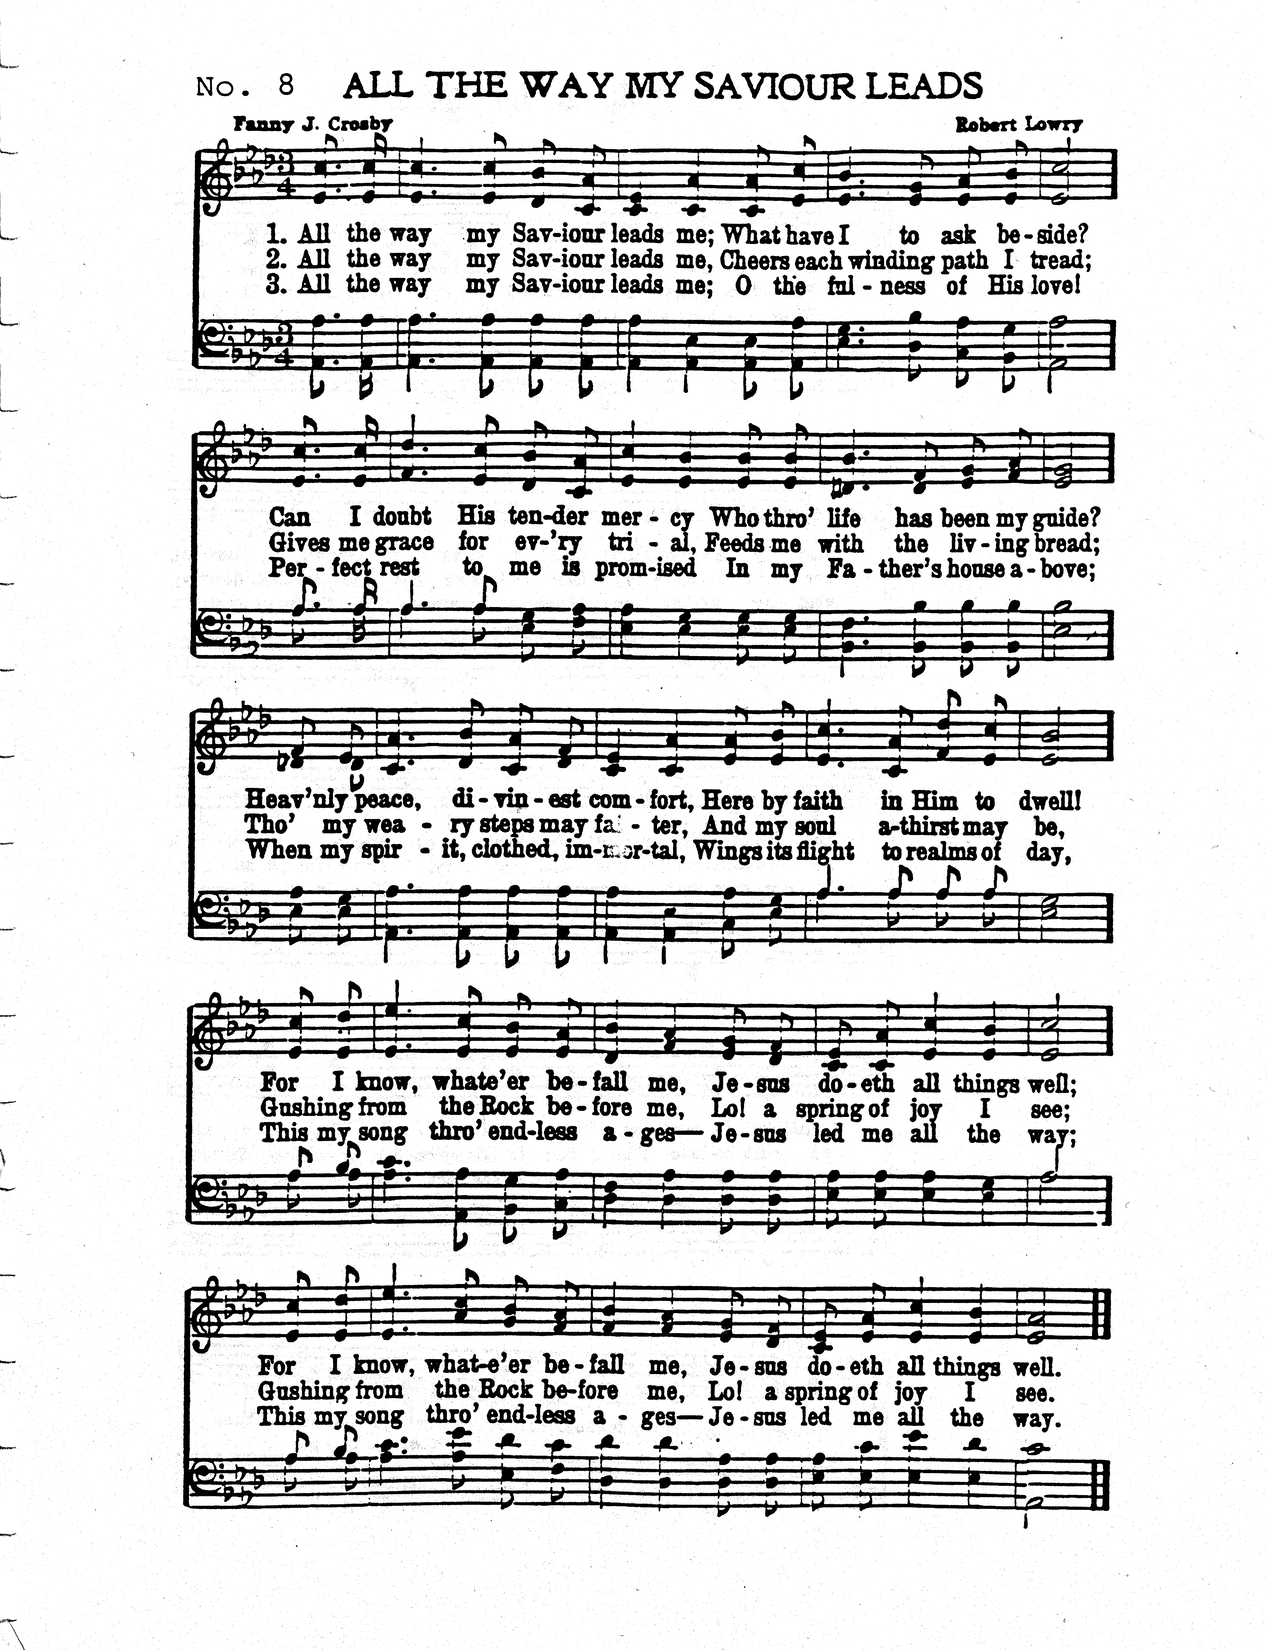 No. 8 ALL THE WAY MY SAVIOUR LEADS
Fanny J. Crosby Robert Lowry
1. All the way my Sav-iour leads me; What have I to ask be-side?
2. All the way my Sav-iour leads me, Cheers each winding path I tread;
3. All the way my Sav-iour leads me; O the ful-ness of His love!
Can I doubt His ten-der mer-cy Who thro' life has been my guide?
Gives me grace for ev-'ry tri-al, Feeds me with the liv-ing bread;
Per-fect rest to me is prom-ised In my Fa-ther's house a-bove;
Heav'nly peace, di-vin-est com-fort, Here by faith in Him to dwell!
Tho' my wea-ry steps may fal-ter, And my soul a-thirst may be,
When my spir-it, clothed, im-mor-tal, Wings its flight to realms of day,
For I know, whate'er be-fall me, Je-sus do-eth all things well;
Gushing from the Rock be-fore me, Lo! a spring of joy I see;
This my song thro' end-less a-ges— Je-sus led me all the way;
For I know, what-e'er be-fall me, Je-sus do-eth all things well.
Gushing from the Rock be-fore me, Lo! a spring of joy I see.
This my song thro' end-less a-ges— Je-sus led me all the way.